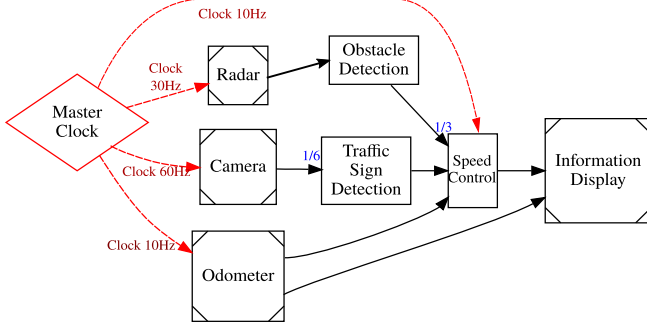 Clock 10Hz
Obstacle
Detection
Clock
30Hz
Radar
Master
Clock
1/3
1/6
Traffic
Sign
Detection
Speed
Control
Information
Display
Camera
Clock 60Hz
Clock 10Hz
Odometer